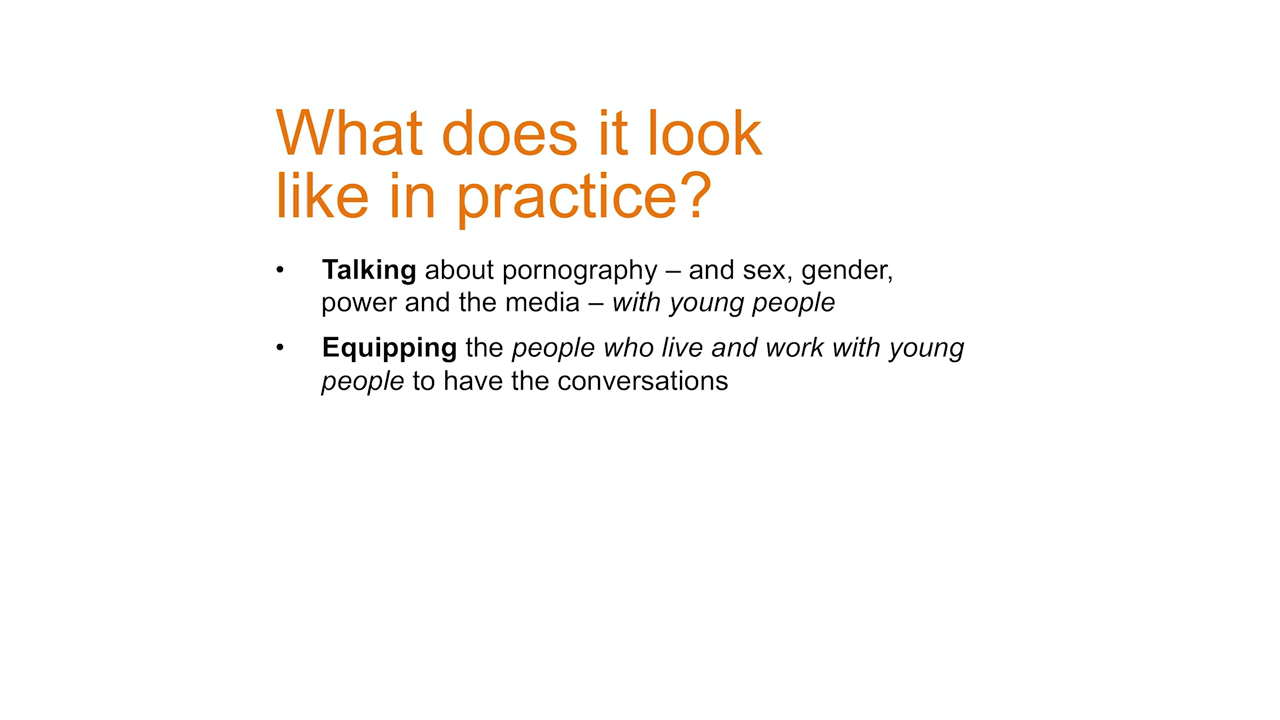 What does it look
like in practice?
• Talking about pornography – and sex, gender,
power and the media – with young people
• Equipping the people who live and work with young
people to have the conversations